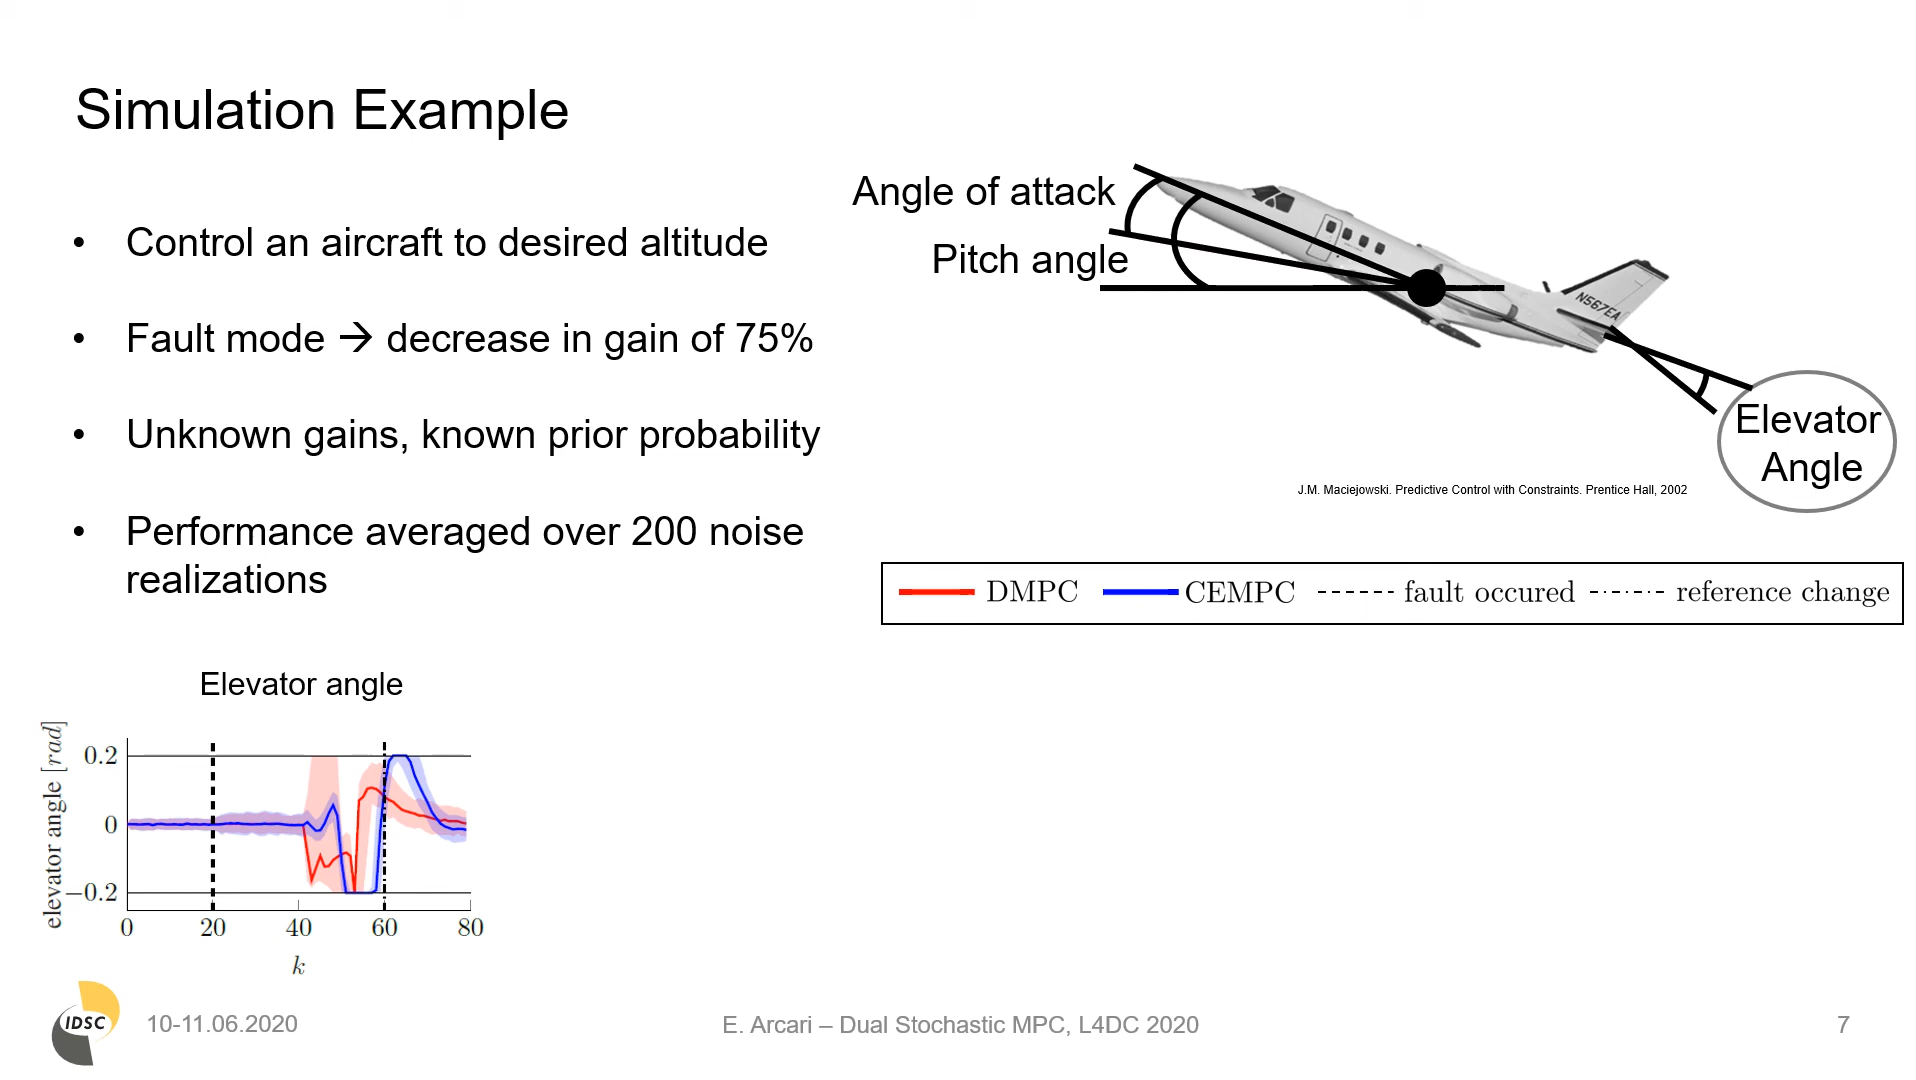 Simulation Example
• Control an aircraft to desired altitude
• Fault mode → decrease in gain of 75%
• Unknown gains, known prior probability
• Performance averaged over 200 noise
realizations
Angle of attack
Pitch angle
N567EA
Elevator
Angle
J.M. Maciejowski. Predictive Control with Constraints. Prentice Hall, 2002
DMPC CEMPC fault occured reference change
Elevator angle
elevator angle [rad]
0.2
0
−0.2
0 20 40 60 80
k
IDSC
10-11.06.2020
E. Arcari – Dual Stochastic MPC, L4DC 2020
7